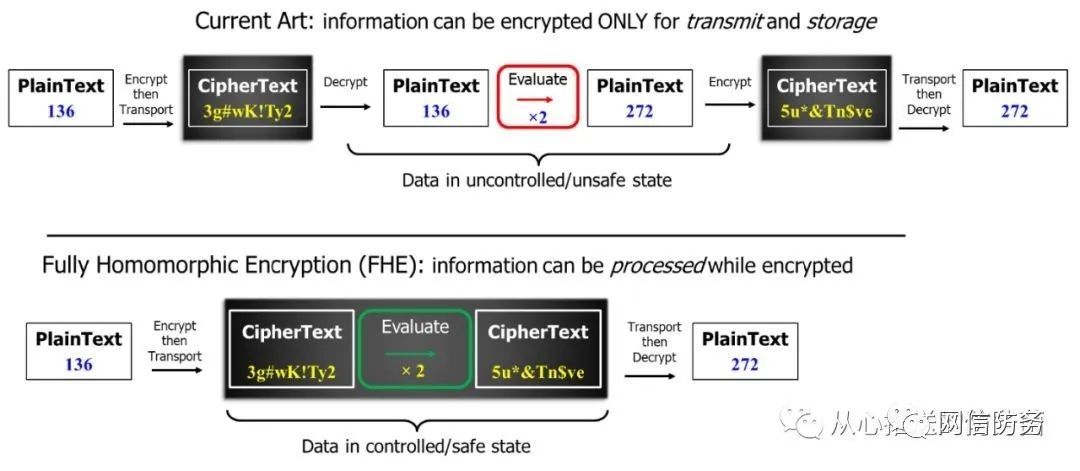 Current Art: information can be encrypted ONLY for transmit and storage
PlainText
136
Encrypt
then
Transport
CipherText
3g#wK!Ty2
Decrypt
PlainText
136
Evaluate
×2
PlainText
272
Encrypt
CipherText
5u*&Tn$ve
Transport
then
Decrypt
PlainText
272
Data in uncontrolled/unsafe state
Fully Homomorphic Encryption (FHE): information can be processed while encrypted
PlainText
136
Encrypt
then
Transport
CipherText
3g#wK!Ty2
Evaluate
× 2
CipherText
5u*&Tn$ve
Transport
then
Decrypt
PlainText
272
Data in controlled/safe state
从心
网信防务